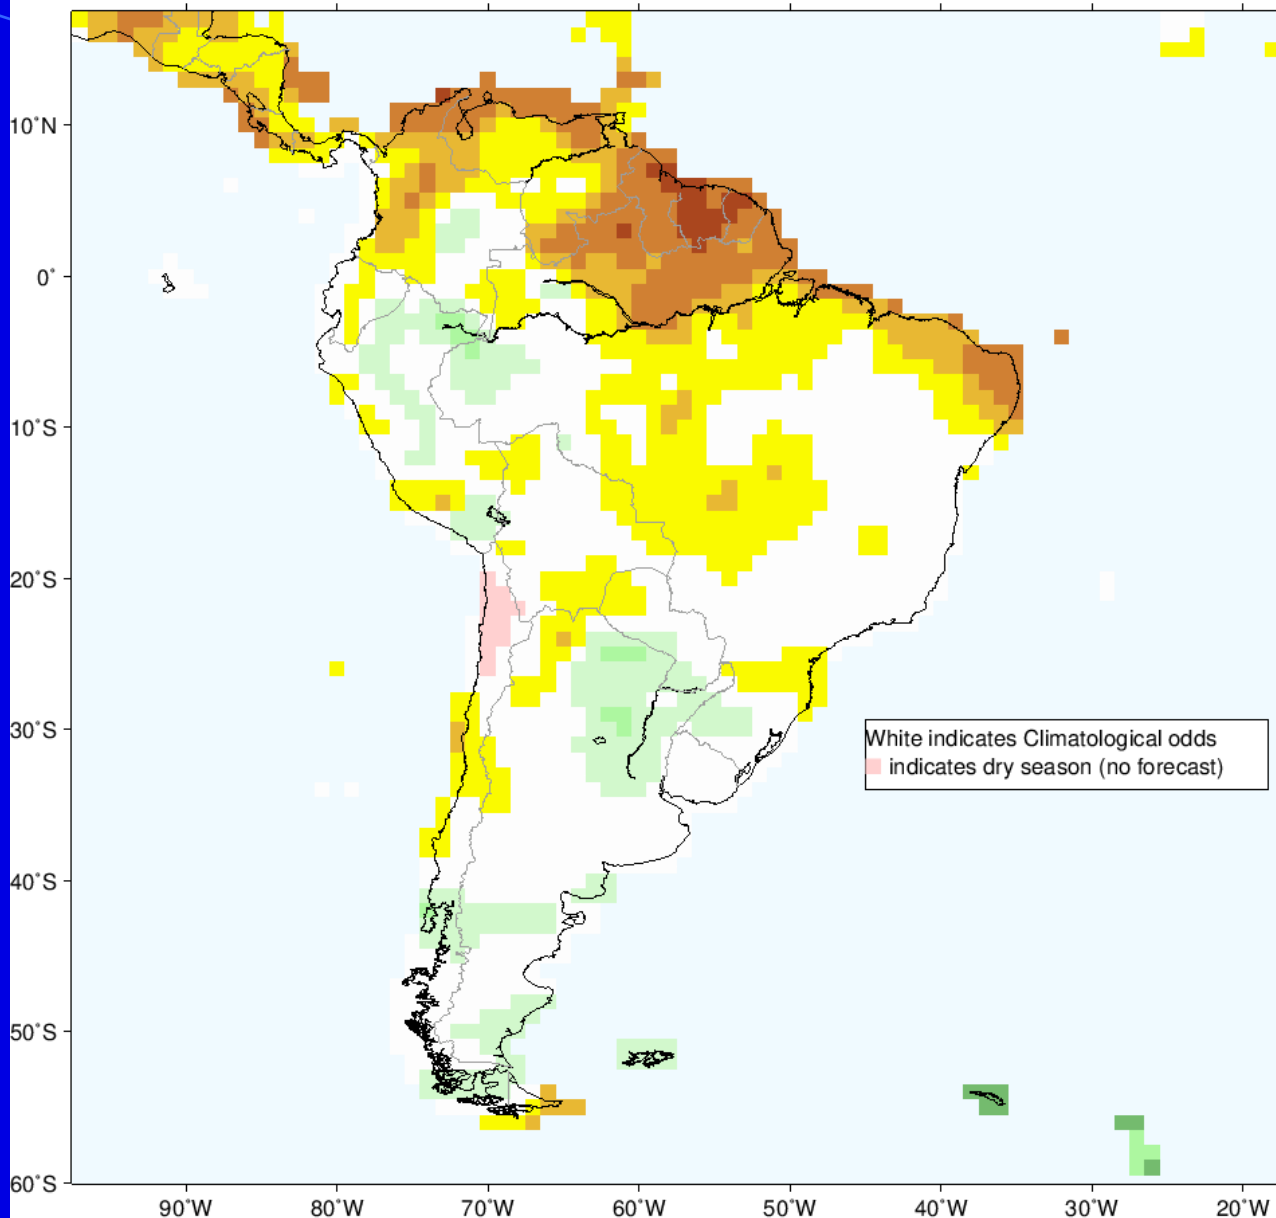 10°N
0°
10°S
20°S
30°S
White indicates Climatological odds
indicates dry season (no forecast)
40°S
50°S
60°S
90°W 80°W 70°W 60°W 50°W 40°W 30°W 20°W